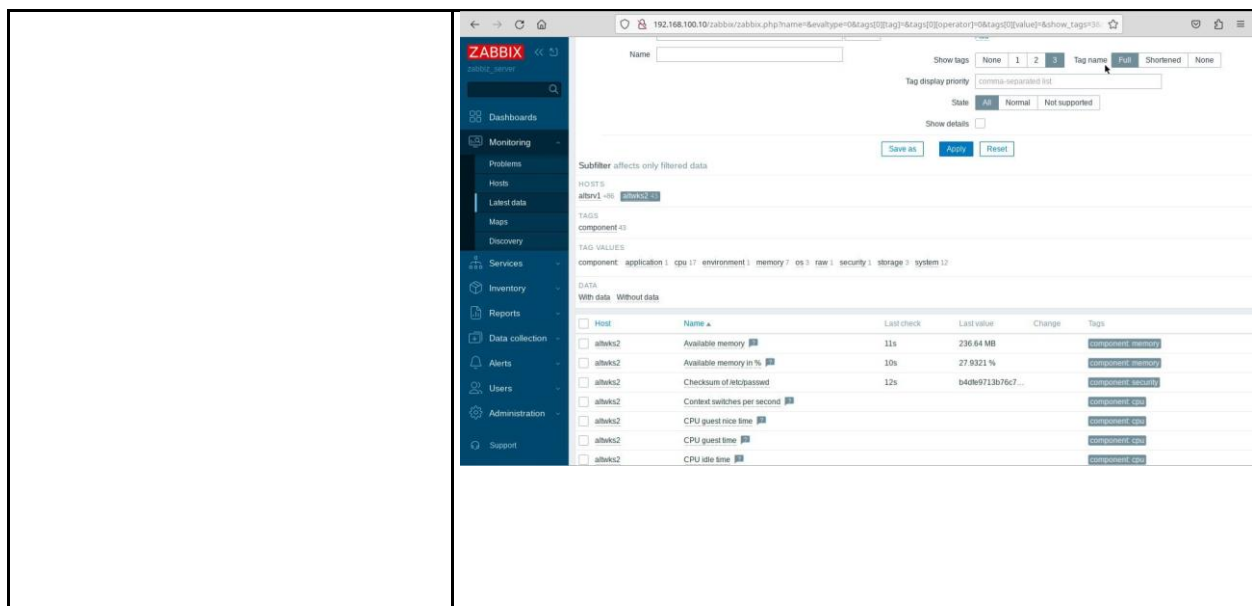 192.168.100.10/zabbix/zabbix.php?name=&evaltype=0&tags[0][tag]=&tags[0][operator]=0&tags[0][value]=&show_tags=3&
ZABBIX
zabbiz_server
Dashboards
Monitoring
Problems
Hosts
Latest data
Maps
Discovery
Services
Inventory
Reports
Data collection
Alerts
Users
Administration
Support
Name
Show tags None 1 2 3 Tag name Full Shortened None
Tag display priority comma-separated list
State All Normal Not supported
Show details
Save as Apply Reset
Subfilter affects only filtered data
HOSTS
altsrv1 +86 altwks2 43
TAGS
component 43
TAG VALUES
component: application 1 cpu 17 environment 1 memory 7 os 3 raw 1 security 1 storage 3 system 12
DATA
With data Without data
Host Name Last check Last value Change Tags
altwks2 Available memory 11s 236.64 MB component: memory
altwks2 Available memory in % 10s 27.9321 % component: memory
altwks2 Checksum of /etc/passwd 12s b4dfe9713b76c7... component: security
altwks2 Context switches per second component: cpu
altwks2 CPU guest nice time component: cpu
altwks2 CPU guest time component: cpu
altwks2 CPU idle time component: cpu